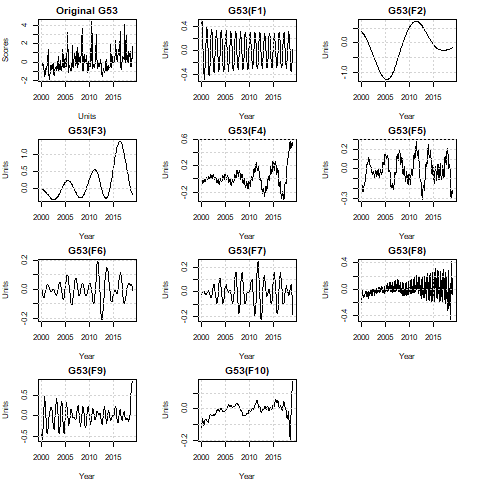 Original G53
G53(F1)
G53(F2)
Scores
-2 0 2 4
Units
-0.4 0.2
Units
-1.0 0.0
2000 2005 2010 2015
2000 2005 2010 2015
2000 2005 2010 2015
Units
Year
Year
G53(F3)
G53(F4)
G53(F5)
Units
0.0 0.5 1.0
Units
-0.2 0.2 0.6
Units
-0.3 0.0 0.2
2000 2005 2010 2015
2000 2005 2010 2015
2000 2005 2010 2015
Year
Year
Year
G53(F6)
G53(F7)
G53(F8)
Units
-0.2 0.0 0.2
Units
-0.2 0.0 0.2
Units
-0.4 0.0 0.4
2000 2005 2010 2015
2000 2005 2010 2015
2000 2005 2010 2015
Year
Year
Year
G53(F9)
G53(F10)
Units
-0.5 0.0 0.5
Units
-0.2 0.0
2000 2005 2010 2015
2000 2005 2010 2015
Year
Year